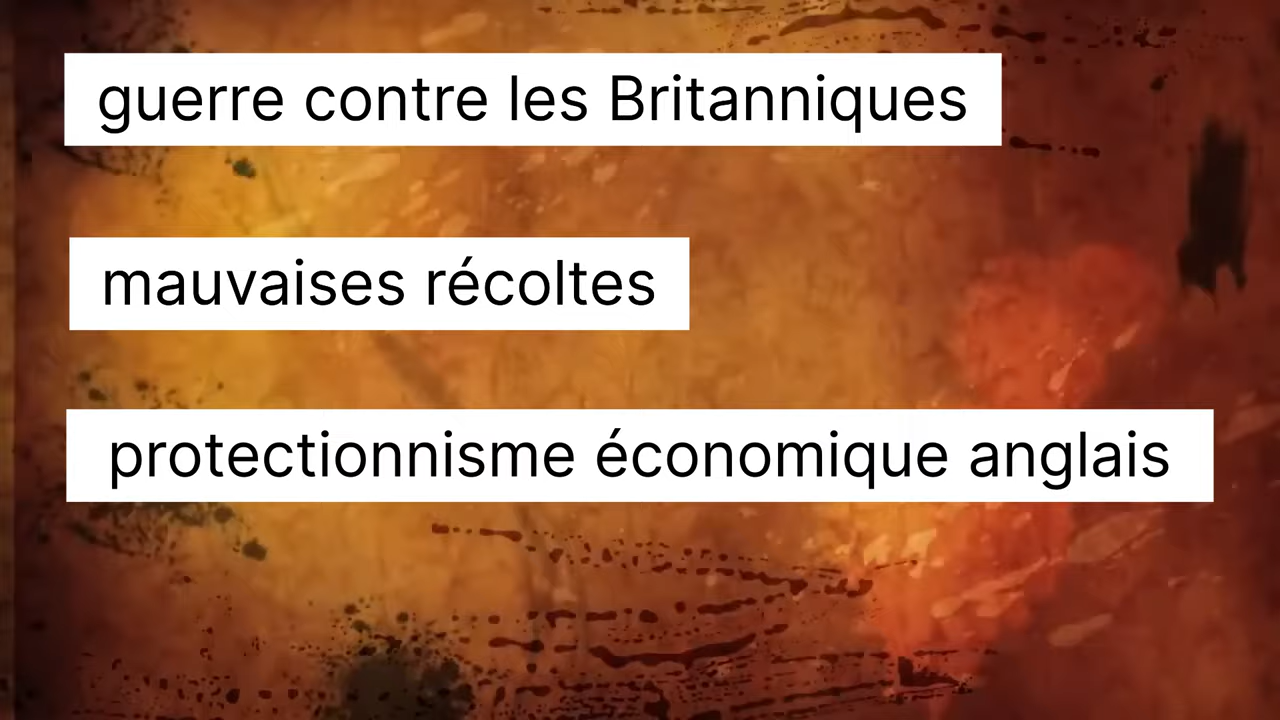 guerre contre les Britanniques
mauvaises récoltes
protectionnisme économique anglais